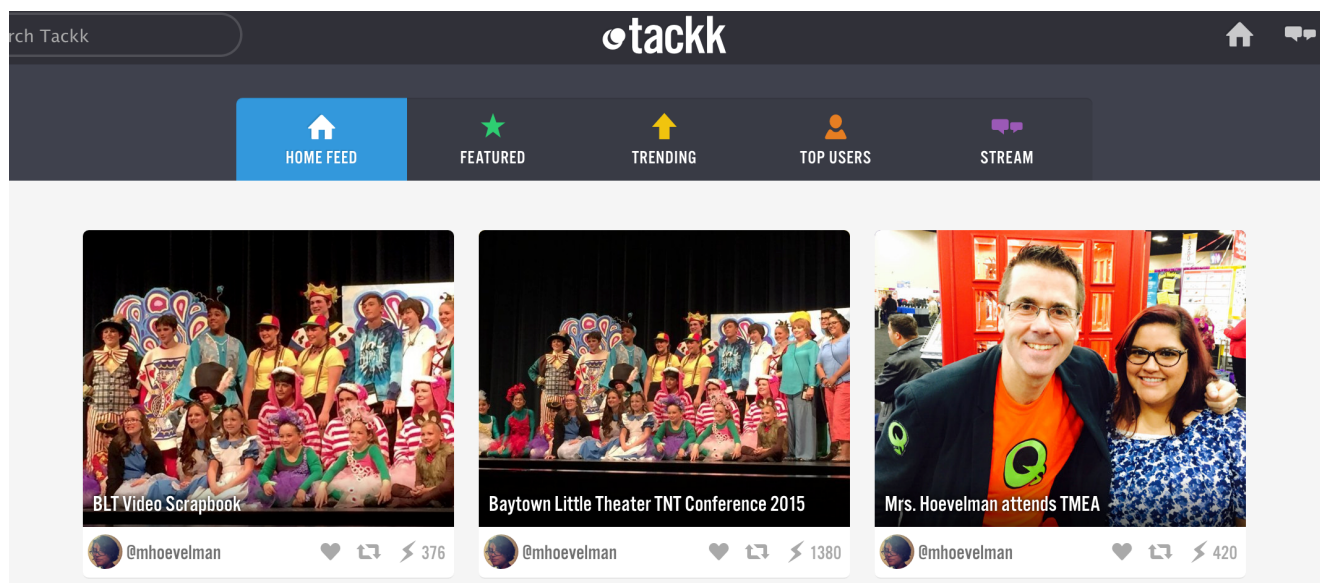 rch Tackk
tackk
HOME FEED
FEATURED
TRENDING
TOP USERS
STREAM
BLT Video Scrapbook
Baytown Little Theater TNT Conference 2015
Mrs. Hoevelman attends TMEA
@mhoevelman
376
@mhoevelman
1380
@mhoevelman
420